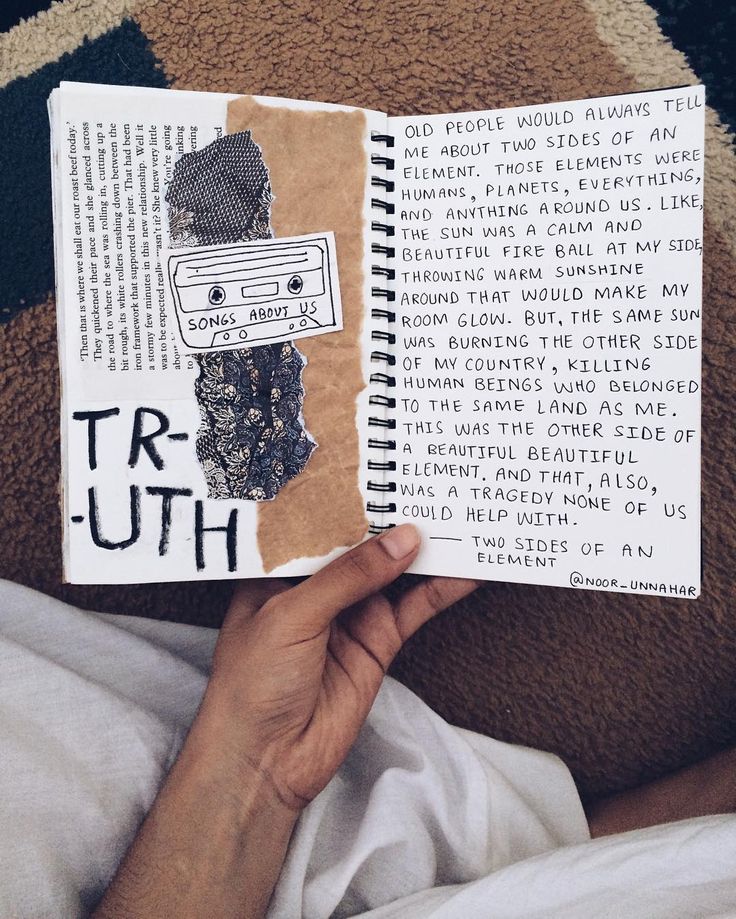 'Then that is where we shall eat our roast beef today.'
They quickened their pace and she glanced across
the road to where the sea was rolling in, cutting up a
bit rough, its white rollers crashing down between the
iron framework that supported the pier. That had been
a stormy few minutes in this new relationship. Well it
was to be expected really wasn't it? She knew very little
about You're going
to inking
SONGS ABOUT US
TR-
-UTH
OLD PEOPLE WOULD ALWAYS TELL
ME ABOUT TWO SIDES OF AN
ELEMENT. THOSE ELEMENTS WERE
HUMANS, PLANETS, EVERYTHING,
AND ANYTHING AROUND US. LIKE,
THE SUN WAS A CALM AND
BEAUTIFUL FIRE BALL AT MY SIDE,
THROWING WARM SUNSHINE
AROUND THAT WOULD MAKE MY
ROOM GLOW. BUT, THE SAME SUN
WAS BURNING THE OTHER SIDE
OF MY COUNTRY, KILLING
HUMAN BEINGS WHO BELONGED
TO THE SAME LAND AS ME.
THIS WAS THE OTHER SIDE OF
A BEAUTIFUL BEAUTIFUL
ELEMENT. AND THAT, ALSO,
WAS A TRAGEDY NONE OF US
COULD HELP WITH.
— TWO SIDES OF AN
ELEMENT
@NOOR_UNNAHAR